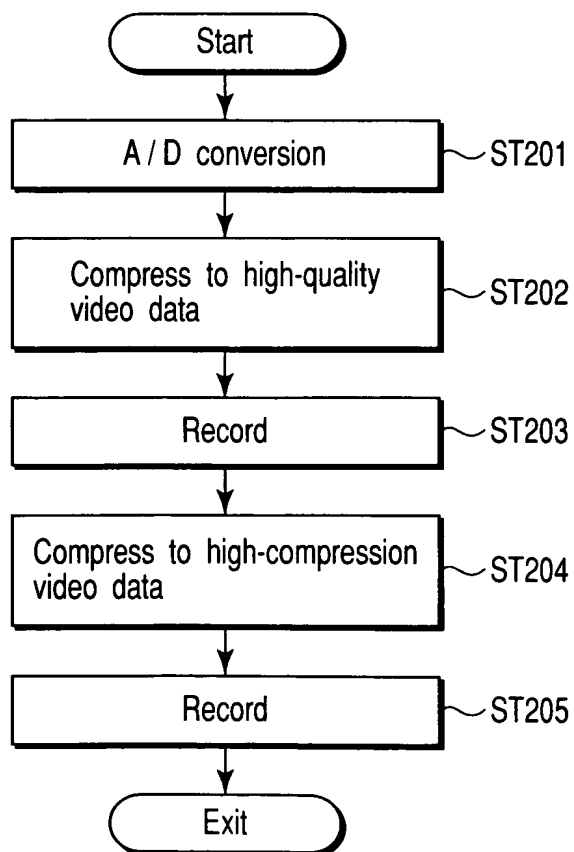 Start
A/D conversion
ST201
Compress to high-quality
video data
ST202
Record
ST203
Compress to high-compression
video data
ST204
Record
ST205
Exit